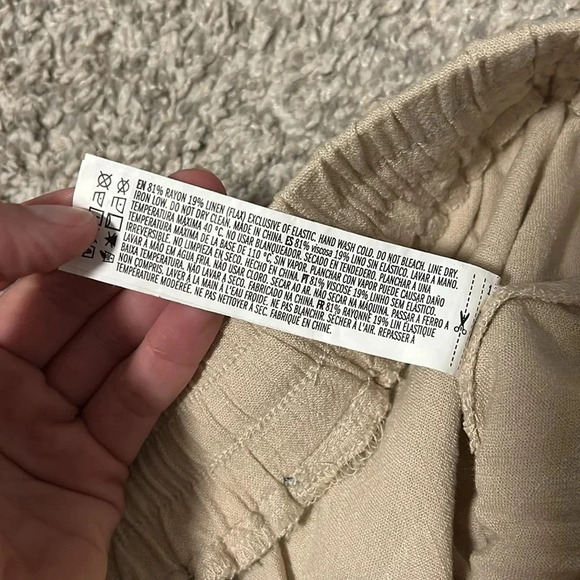 EN 81% RAYON 19% LINEN (FLAX) EXCLUSIVE OF ELASTIC. HAND WASH COLD. DO NOT BLEACH. LINE DRY.
IRON LOW. DO NOT DRY CLEAN. MADE IN CHINA. ES 81% viscosa 19% LINO SIN ELÁSTICO. LAVAR A MANO.
TEMPERATURA MÁXIMA 40 °C. NO USAR BLANQUEADOR. SECADO EN TENDEDERO. PLANCHAR A UNA
TEMPERATURA MÁXIMA DE LA BASE DE 110 °C, SIN VAPOR. PLANCHAR CON VAPOR PUEDE CAUSAR DAÑO
IRREVERSIBLE. NO LIMPIEZA EN SECO. HECHO EN CHINA. PT 81% VISCOSE 19% LINHO SEM ELÁSTICO.
LAVAR À MÃO EM ÁGUA FRIA. NÃO USAR CLORO. SECAR AO AR. NÃO SECAR NA MÁQUINA. PASSAR A FERRO A
BAIXA TEMPERATURA. NÃO LAVAR À SECO. FABRICADO NA CHINA. FR 81% RAYONNE 19% LIN ÉLASTIQUE
NON COMPRIS. LAVER À LA MAIN À L'EAU FROIDE. NE PAS BLANCHIR. SÉCHER À L'AIR. REPASSER À
TEMPÉRATURE MODÉRÉE. NE PAS NETTOYER À SEC. FABRIQUÉ EN CHINE.